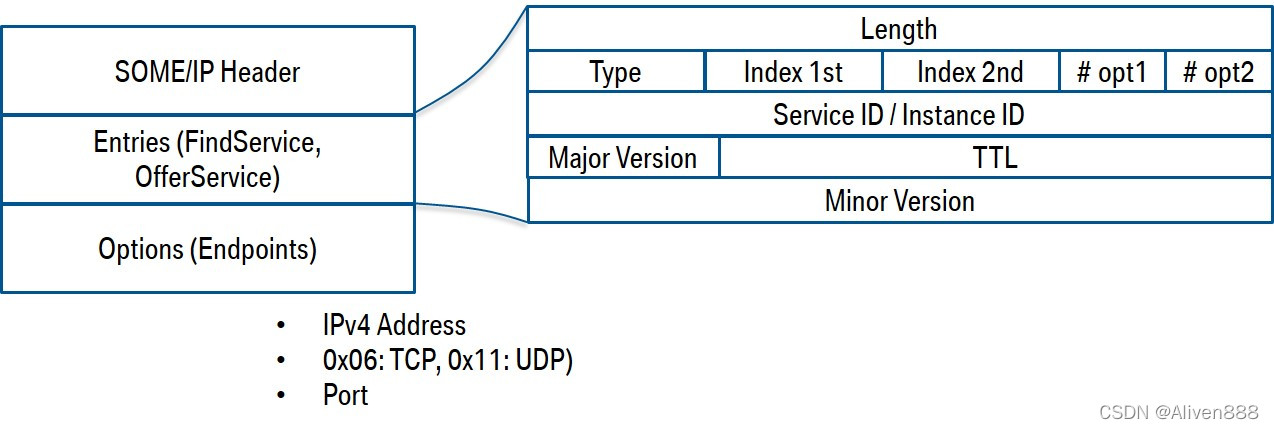 SOME/IP Header
Entries (FindService,
OfferService)
Options (Endpoints)
Length
Type Index 1st Index 2nd # opt1 # opt2
Service ID / Instance ID
Major Version TTL
Minor Version
• IPv4 Address
• 0x06: TCP, 0x11: UDP)
• Port
CSDN @Aliven888